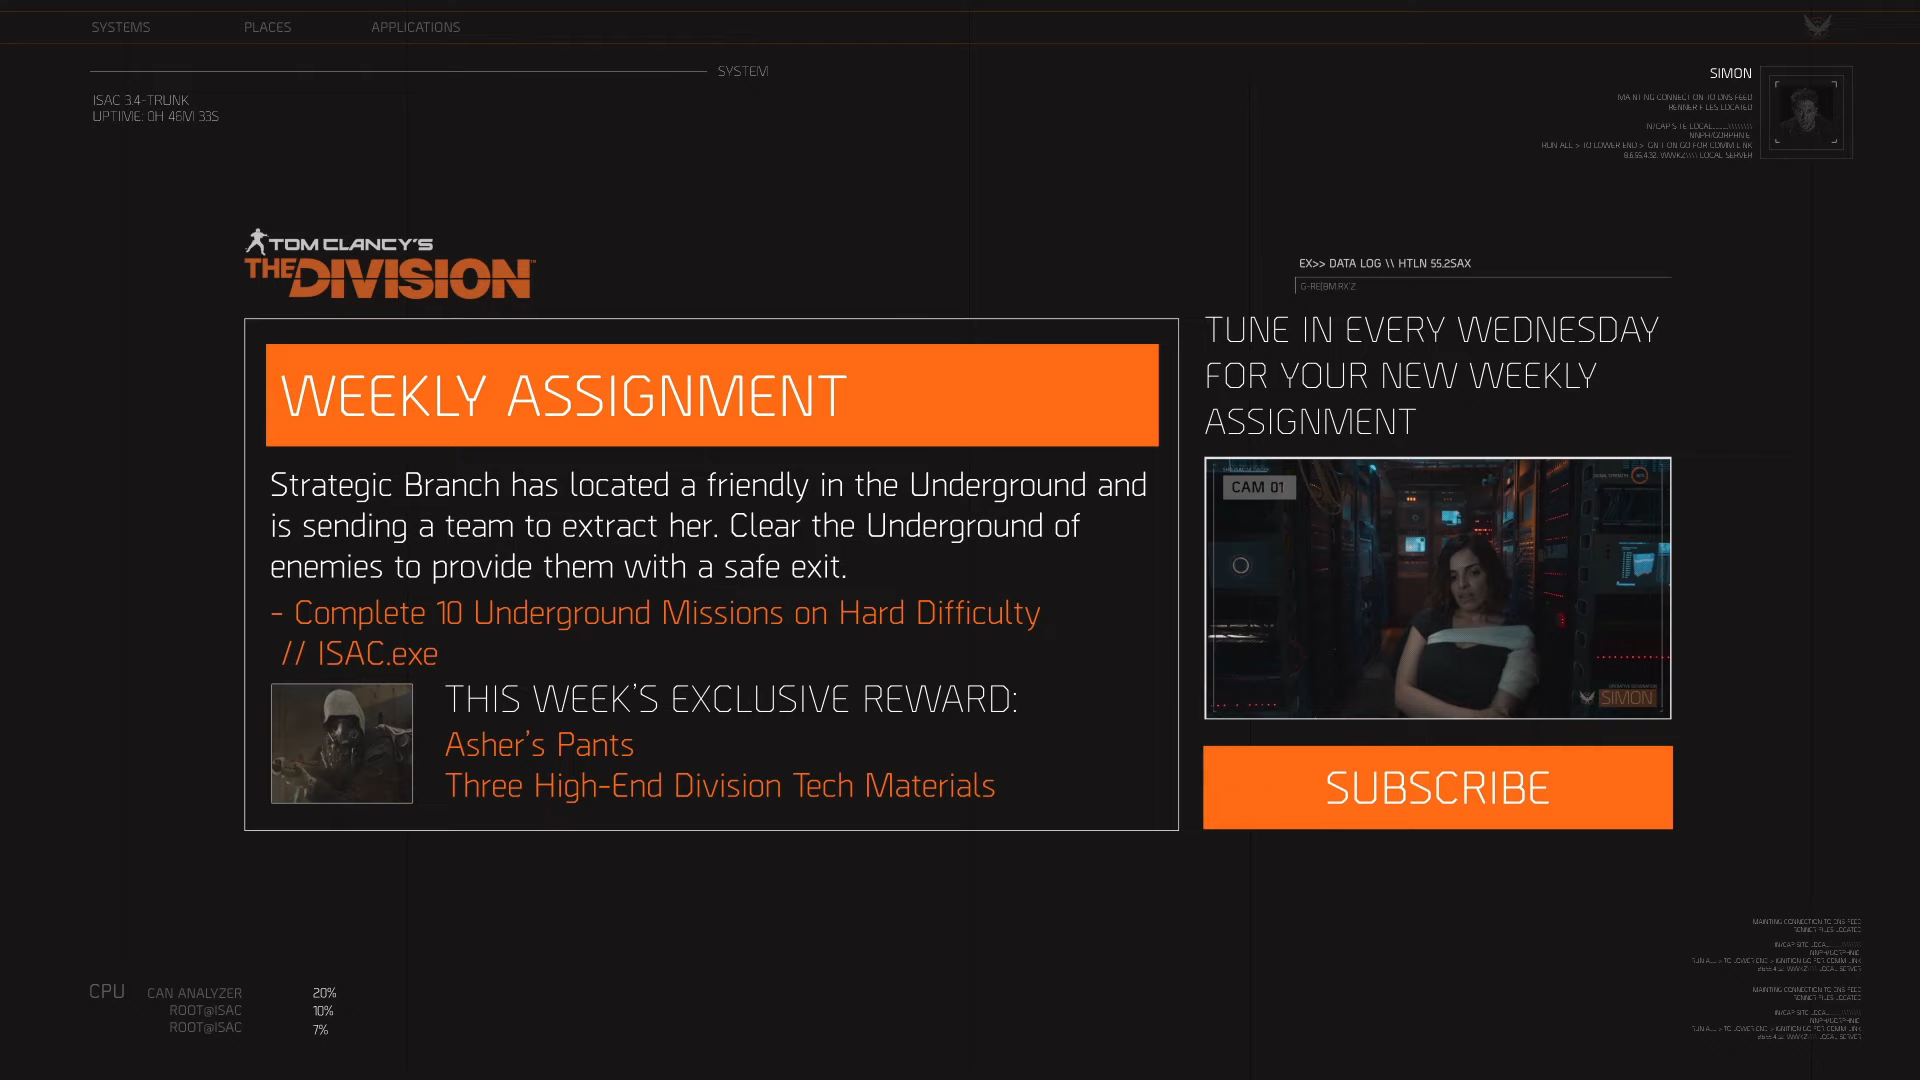 SYSTEMS PLACES APPLICATIONS
SYSTEM
ISAC 3.4-TRUNK
UPTIME: 0H 46M 33S
SIMON
TOM CLANCY'S
THE DIVISION
EX>> DATA LOG \\ HTLN 55.2SAX
WEEKLY ASSIGNMENT
Strategic Branch has located a friendly in the Underground and
is sending a team to extract her. Clear the Underground of
enemies to provide them with a safe exit.
- Complete 10 Underground Missions on Hard Difficulty
// ISAC.exe
THIS WEEK'S EXCLUSIVE REWARD:
Asher's Pants
Three High-End Division Tech Materials
TUNE IN EVERY WEDNESDAY
FOR YOUR NEW WEEKLY
ASSIGNMENT
CAM 01
SIMON
SUBSCRIBE
CPU CAN ANALYZER 20%
ROOT@ISAC 10%
ROOT@ISAC 7%